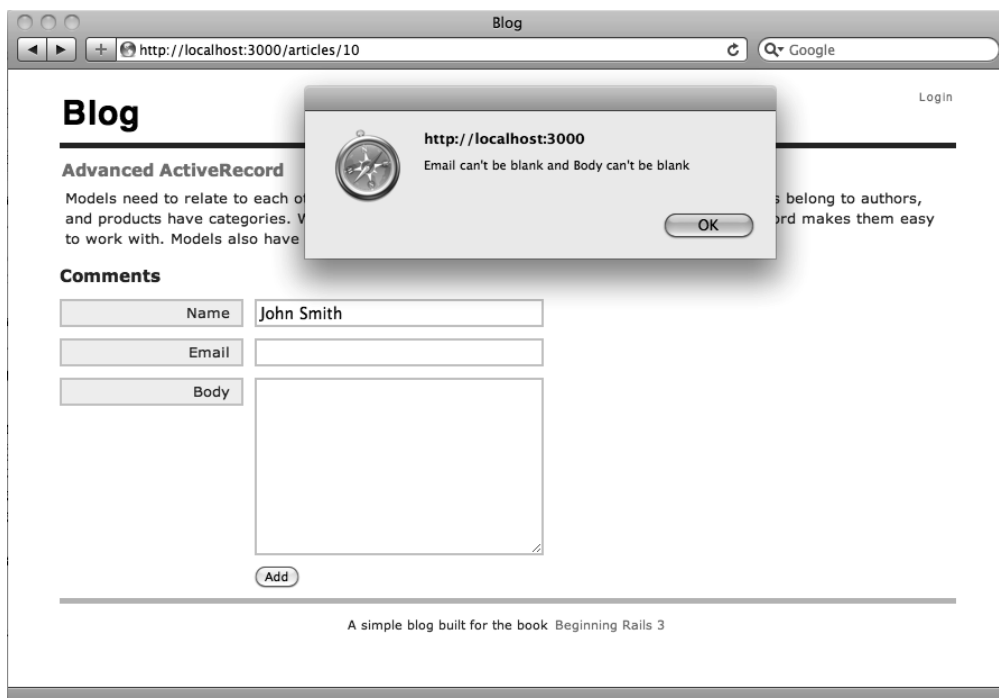 Blog
http://localhost:3000/articles/10
Google
Login
Blog
http://localhost:3000
Email can't be blank and Body can't be blank
OK
Advanced ActiveRecord
Models need to relate to each belong to authors,
and products have categories. makes them easy
to work with. Models also have
Comments
Name John Smith
Email
Body
Add
A simple blog built for the book Beginning Rails 3